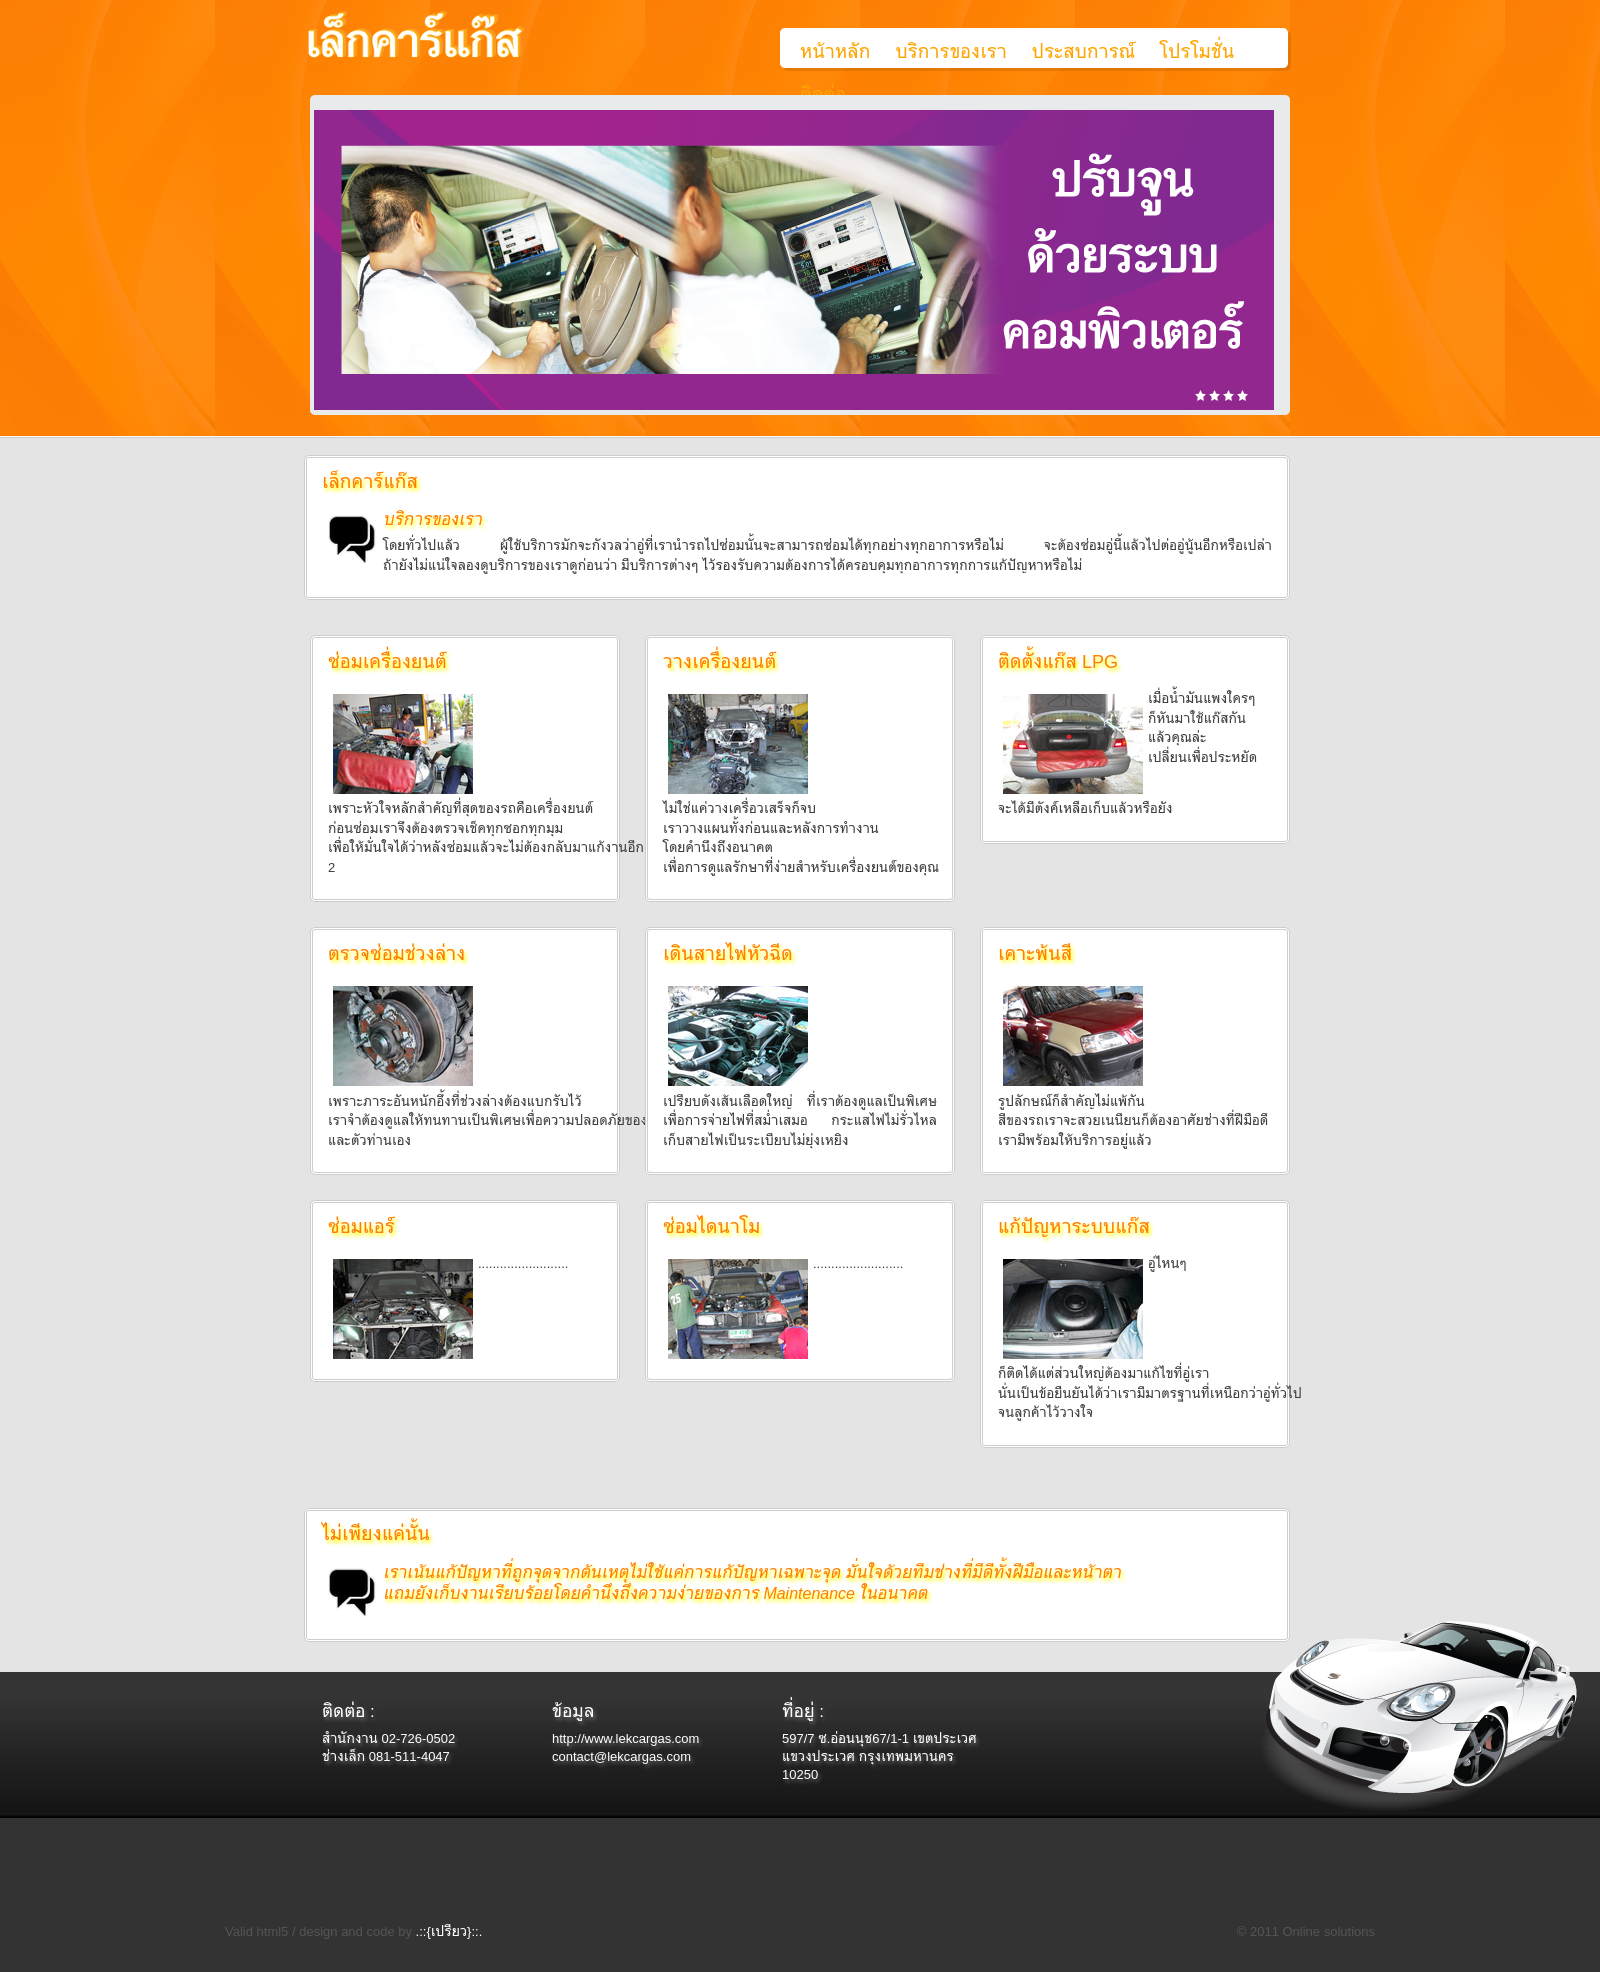 เล็กคาร์แก๊ส
หน้าหลัก บริการของเรา ประสบการณ์ โปรโมชั่น
ติดต่อ
ปรับจูน
ด้วยระบบ
คอมพิวเตอร์
เล็กคาร์แก๊ส
บริการของเรา
โดยทั่วไปแล้ว ผู้ใช้บริการมักจะกังวลว่าอู่ที่เรานำรถไปซ่อมนั้นจะสามารถซ่อมได้ทุกอย่างทุกอาการหรือไม่ จะต้องซ่อมอู่นี้แล้วไปต่ออู่นู้นอีกหรือเปล่า
ถ้ายังไม่แน่ใจลองดูบริการของเราดูก่อนว่า มีบริการต่างๆ ไว้รองรับความต้องการได้ครอบคุมทุกอาการทุกการแก้ปัญหาหรือไม่
ซ่อมเครื่องยนต์
เพราะหัวใจหลักสำคัญที่สุดของรถคือเครื่องยนต์
ก่อนซ่อมเราจึงต้องตรวจเช็คทุกซอกทุกมุม
เพื่อให้มั่นใจได้ว่าหลังซ่อมแล้วจะไม่ต้องกลับมาแก้งานอีก
2
วางเครื่องยนต์
ไม่ใช่แค่วางเครื่อวเสร็จก็จบ
เราวางแผนทั้งก่อนและหลังการทำงาน
โดยคำนึงถึงอนาคต
เพื่อการดูแลรักษาที่ง่ายสำหรับเครื่องยนต์ของคุณ
ติดตั้งแก๊ส LPG
เมื่อน้ำมันแพงใครๆ
ก็หันมาใช้แก๊สกัน
แล้วคุณล่ะ
เปลี่ยนเพื่อประหยัด
จะได้มีตังค์เหลือเก็บแล้วหรือยัง
ตรวจซ่อมช่วงล่าง
เพราะภาระอันหนักอึ้งที่ช่วงล่างต้องแบกรับไว้
เราจำต้องดูแลให้ทนทานเป็นพิเศษเพื่อความปลอดภัยของ
และตัวท่านเอง
เดินสายไฟหัวฉีด
เปรียบดังเส้นเลือดใหญ่ ที่เราต้องดูแลเป็นพิเศษ
เพื่อการจ่ายไฟที่สม่ำเสมอ กระแสไฟไม่รั่วไหล
เก็บสายไฟเป็นระเบียบไม่ยุ่งเหยิง
เคาะพ้นสี
รูปลักษณ์ก็สำคัญไม่แพ้กัน
สีของรถเราจะสวยเนนียนก็ต้องอาศัยช่างที่ฝีมือดี
เรามีพร้อมให้บริการอยู่แล้ว
ซ่อมแอร์
.........................
ซ่อมไดนาโม
.........................
แก้ปัญหาระบบแก๊ส
อู่ไหนๆ
ก็ติดได้แต่ส่วนใหญ่ต้องมาแก้ไขที่อู่เรา
นั่นเป็นข้อยืนยันได้ว่าเรามีมาตรฐานที่เหนือกว่าอู่ทั่วไป
จนลูกค้าไว้วางใจ
ไม่เพียงแค่นั้น
เราเน้นแก้ปัญหาที่ถูกจุดจากต้นเหตุไม่ใช้แค่การแก้ปัญหาเฉพาะจุด มั่นใจด้วยทีมช่างที่มีดีทั้งฝีมือและหน้าตา
แถมยังเก็บงานเรียบร้อยโดยคำนึงถึงความง่ายของการ Maintenance ในอนาคต
ติดต่อ :
สำนักงาน 02-726-0502
ช่างเล็ก 081-511-4047
ข้อมูล
http://www.lekcargas.com
contact@lekcargas.com
ที่อยู่ :
597/7 ซ.อ่อนนุช67/1-1 เขตประเวศ
แขวงประเวศ กรุงเทพมหานคร
10250
Valid html5 / design and code by .::{เปรียว}::.
© 2011 Online solutions